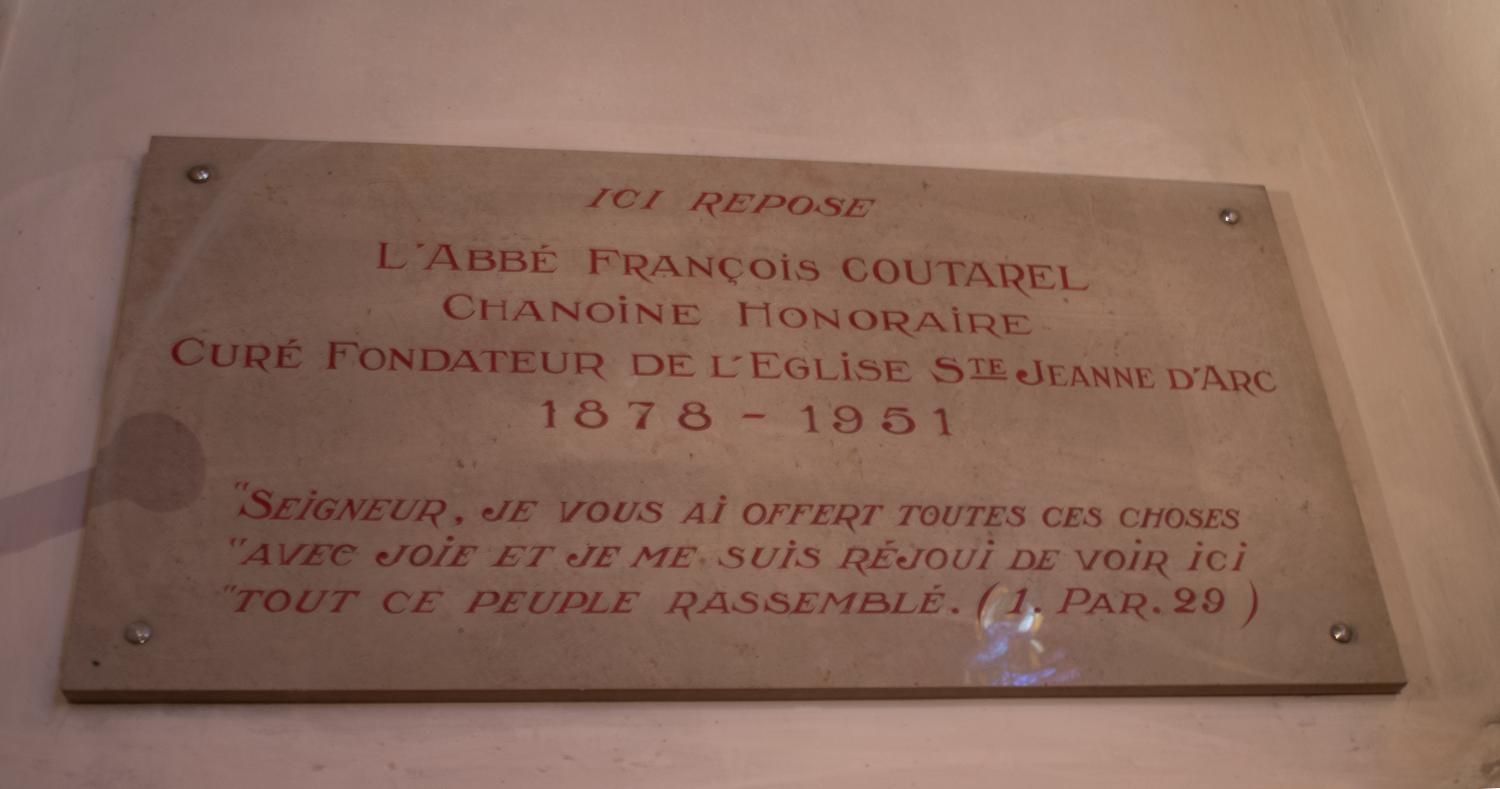 ICI REPOSE
L'ABBÉ FRANÇOiS COUTAREL
CHANOiNE HONORAiRE
CURÉ FONDATEUR DE L'EGLiSE STE JEANNE D'ARC
1878 - 1951
"SEiGNEUR, JE VOUS Ai OFFERT TOUTES CES CHOSES
"AVEC JOiE ET JE ME SUiS RÉJOUi DE VOiR iCi
"TOUT CE PEUPLE RASSEMBLÉ. (1. PAR. 29 )